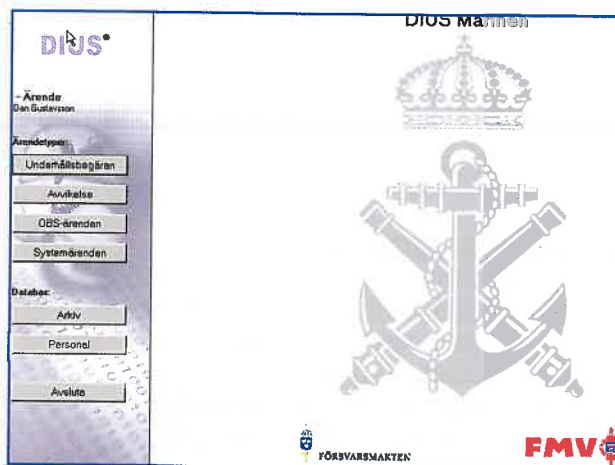 DIUS Marinen
DIUS
- Ärende
Dan Gustavsson
Ärendetyper:
Underhållsbegäran
Avvikelse
OBS-ärenden
Systemärenden
Databas:
Arkiv
Personal
Avsluta
FÖRSVARSMAKTEN
FMV